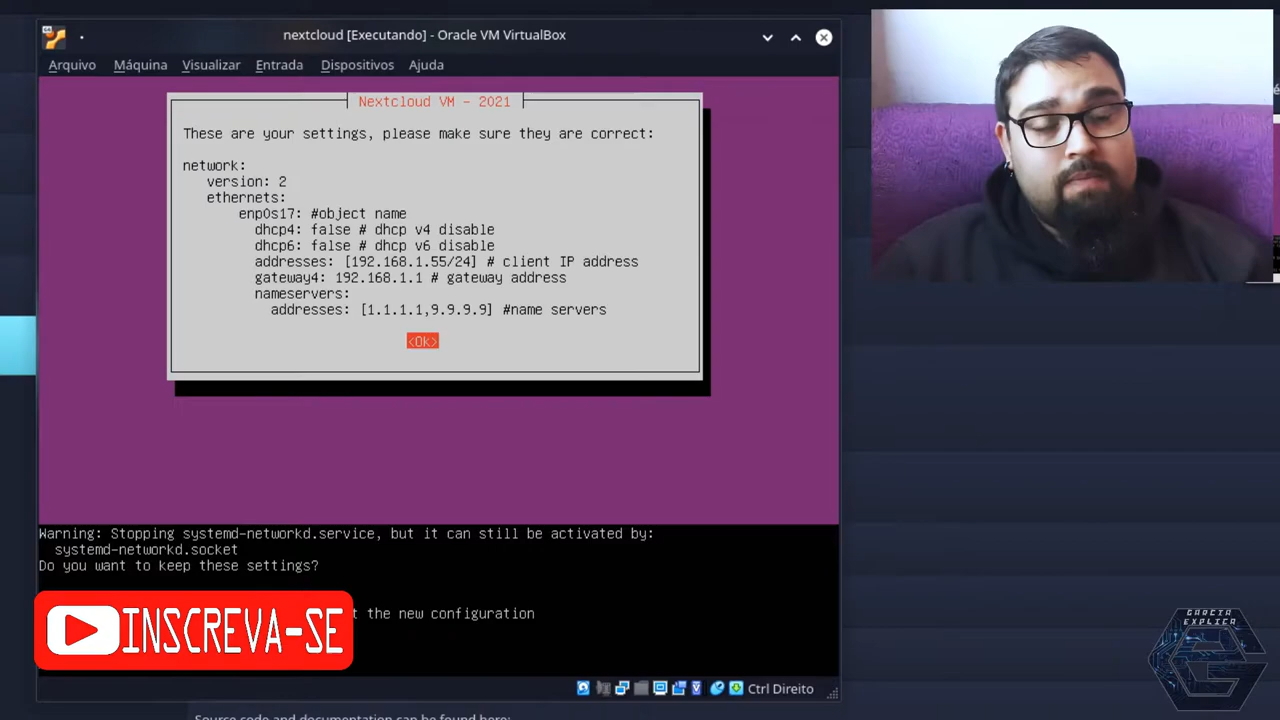 nextcloud [Executando] - Oracle VM VirtualBox
Arquivo Máquina Visualizar Entrada Dispositivos Ajuda
Nextcloud VM - 2021
These are your settings, please make sure they are correct:
network:
version: 2
ethernets:
enp0s17: #object name
dhcp4: false # dhcp v4 disable
dhcp6: false # dhcp v6 disable
addresses: [192.168.1.55/24] # client IP address
gateway4: 192.168.1.1 # gateway address
nameservers:
addresses: [1.1.1.1,9.9.9.9] #name servers
<Ok>
Warning: Stopping systemd-networkd.service, but it can still be activated by:
systemd-networkd.socket
Do you want to keep these settings?
the new configuration
INSCREVA-SE
Ctrl Direito
GARCIA
EXPLICA
Source code and documentation can be found here: